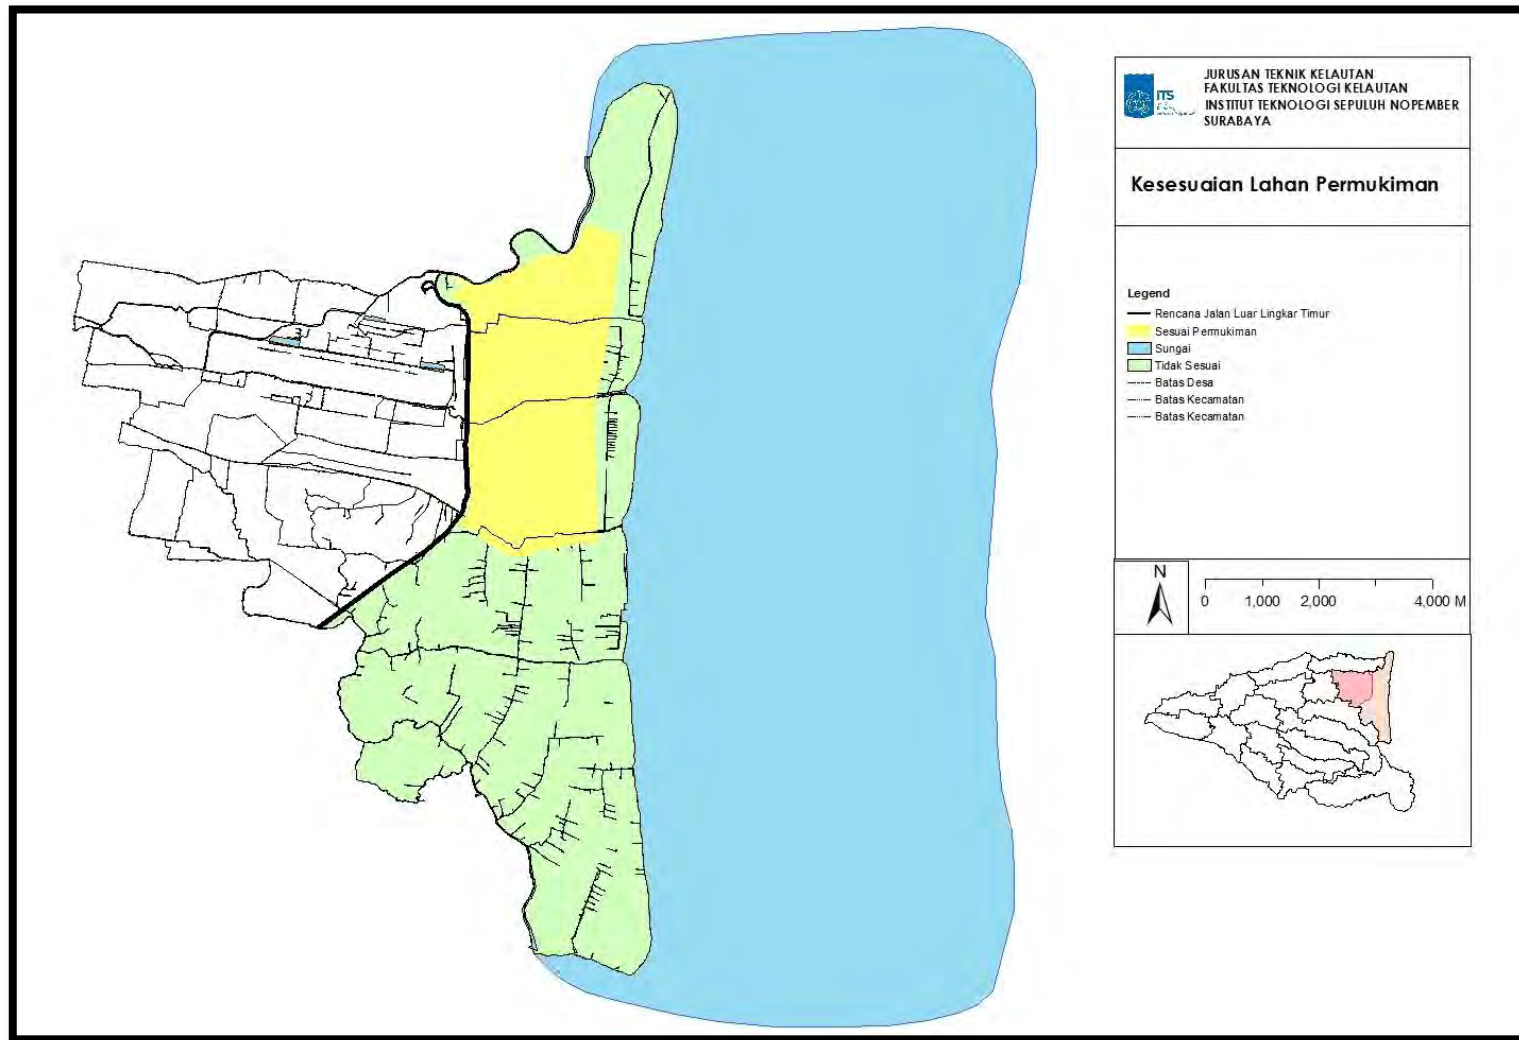 JURUSAN TEKNIK KELAUTAN
FAKULTAS TEKNOLOGI KELAUTAN
INSTITUT TEKNOLOGI SEPULUH NOPEMBER
SURABAYA
ITS
Kesesuaian Lahan Permukiman
Legend
Rencana Jalan Luar Lingkar Timur
Sesuai Permukiman
Sungai
Tidak Sesuai
Batas Desa
Batas Kecamatan
Batas Kecamatan
N
0 1,000 2,000 4,000 M